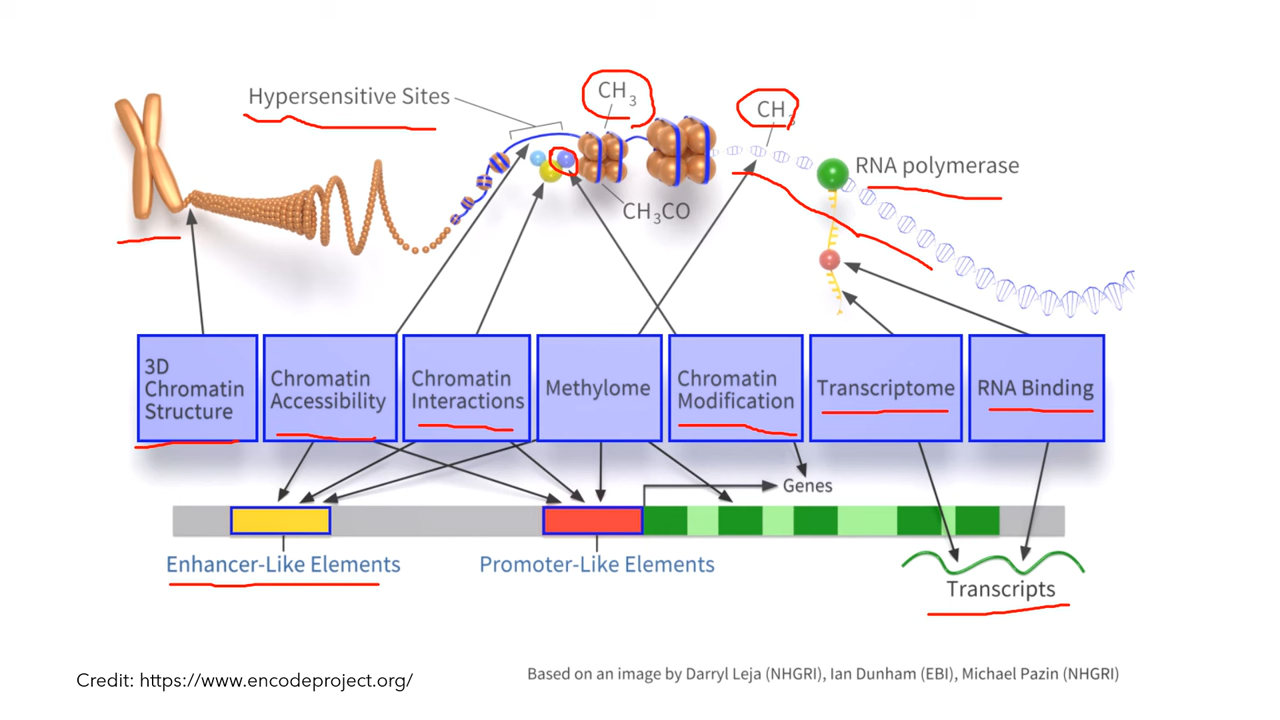 Hypersensitive Sites
CH3
CH3
RNA polymerase
CH3CO
3D
Chromatin
Structure
Chromatin
Accessibility
Chromatin
Interactions
Methylome
Chromatin
Modification
Transcriptome
RNA Binding
Genes
Enhancer-Like Elements
Promoter-Like Elements
Transcripts
Credit: https://www.encodeproject.org/
Based on an image by Darryl Leja (NHGRI), Ian Dunham (EBI), Michael Pazin (NHGRI)